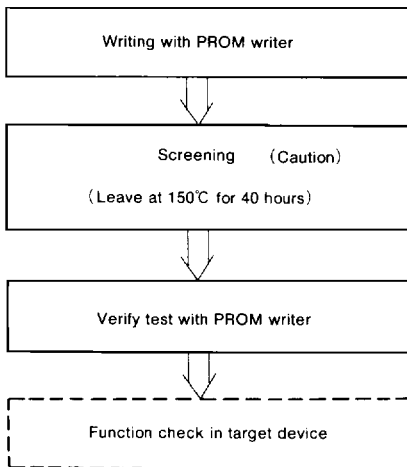 Writing with PROM writer
Screening (Caution)
(Leave at 150℃ for 40 hours)
Verify test with PROM writer
Function check in target device